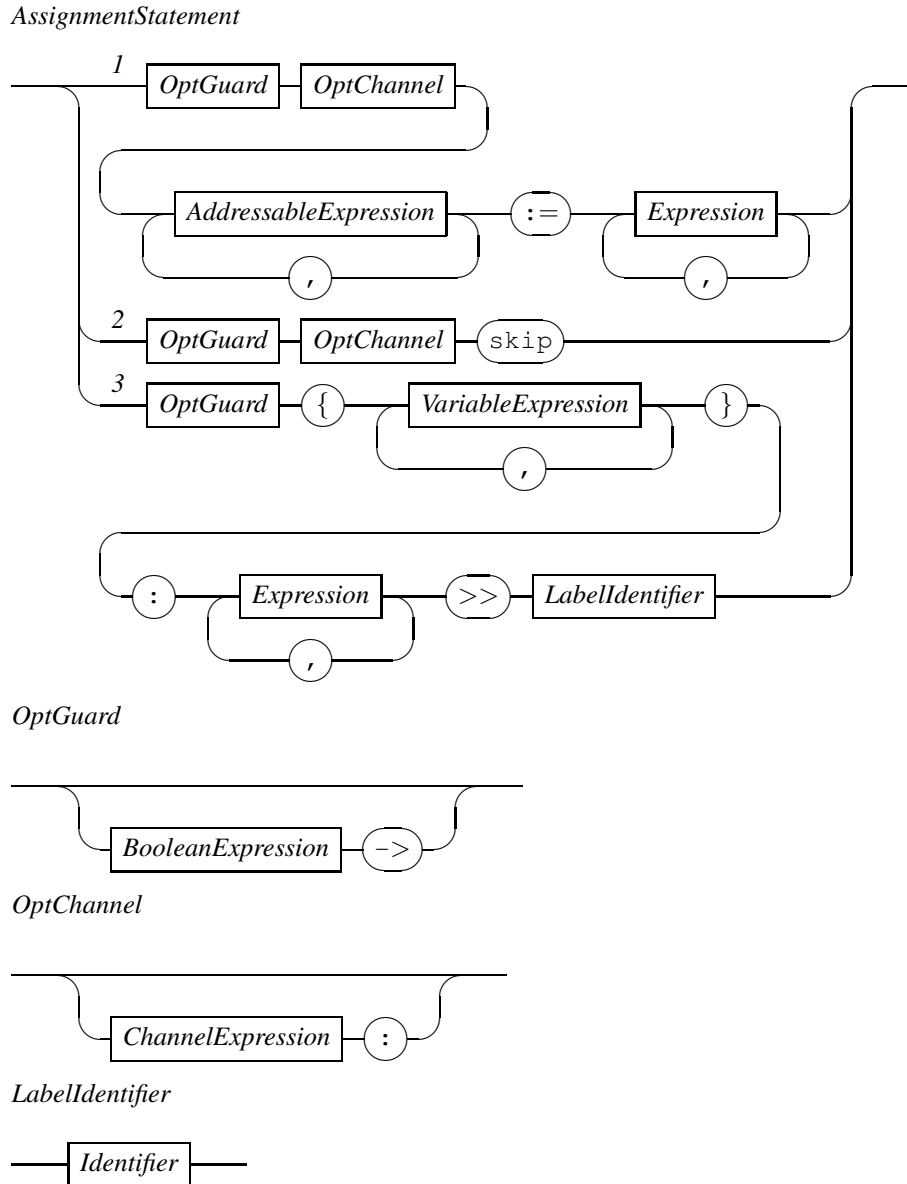 AssignmentStatement
1 OptGuard OptChannel
AddressableExpression := Expression
, ,
2 OptGuard OptChannel skip
3 OptGuard { VariableExpression }
,
: Expression >> LabelIdentifier
,
OptGuard
BooleanExpression ->
OptChannel
ChannelExpression :
LabelIdentifier
Identifier